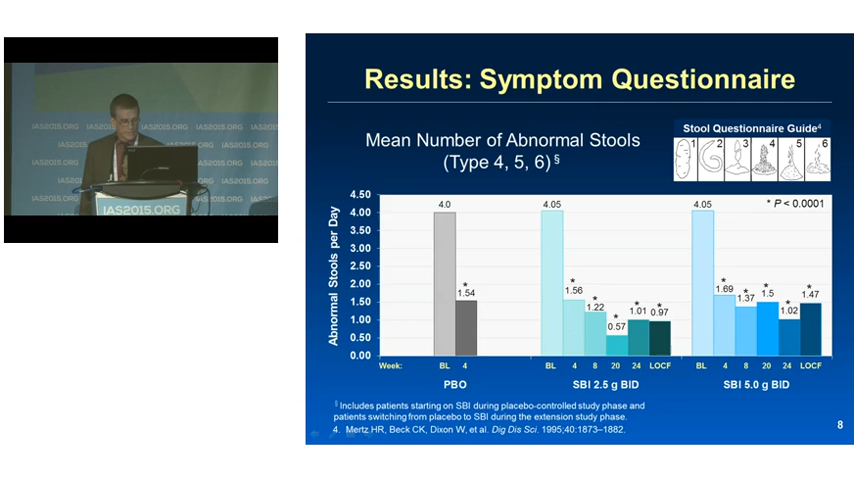 IAS2015.ORG IAS2015.ORG IAS2015.ORG IAS2015.ORG
IAS2015.ORG
Results: Symptom Questionnaire
Mean Number of Abnormal Stools
(Type 4, 5, 6)§
Stool Questionnaire Guide4
1 2 3 4 5 6
* P < 0.0001
Abnormal Stools per Day
4.50
4.00
3.50
3.00
2.50
2.00
1.50
1.00
0.50
0.00
4.0
* 1.54
4.05
* 1.56
* 1.22
* 0.57
* 1.01
* 0.97
4.05
* 1.69
* 1.37
* 1.5
* 1.02
* 1.47
Week: BL 4 BL 4 8 20 24 LOCF BL 4 8 20 24 LOCF
PBO SBI 2.5 g BID SBI 5.0 g BID
§ Includes patients starting on SBI during placebo-controlled study phase and
patients switching from placebo to SBI during the extension study phase.
4. Mertz HR, Beck CK, Dixon W, et al. Dig Dis Sci. 1995;40:1873–1882.
8